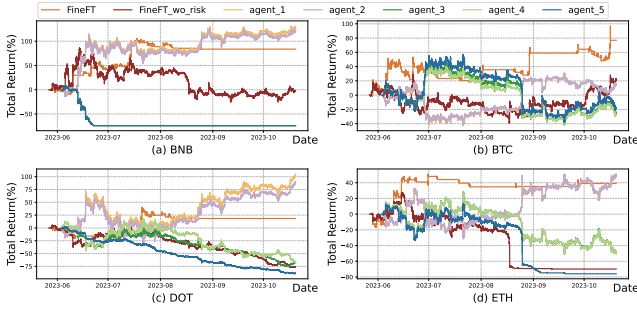 FineFT FineFT_wo_risk agent_1 agent_2 agent_3 agent_4 agent_5
Total Return(%)
100
50
0
−50
2023-06 2023-07 2023-08 2023-09 2023-10 Date
(a) BNB
Total Return(%)
100
80
60
40
20
0
−20
−40
2023-06 2023-07 2023-08 2023-09 2023-10 Date
(b) BTC
Total Return(%)
100
75
50
25
0
−25
−50
−75
2023-06 2023-07 2023-08 2023-09 2023-10 Date
(c) DOT
Total Return(%)
40
20
0
−20
−40
−60
−80
2023-06 2023-07 2023-08 2023-09 2023-10 Date
(d) ETH